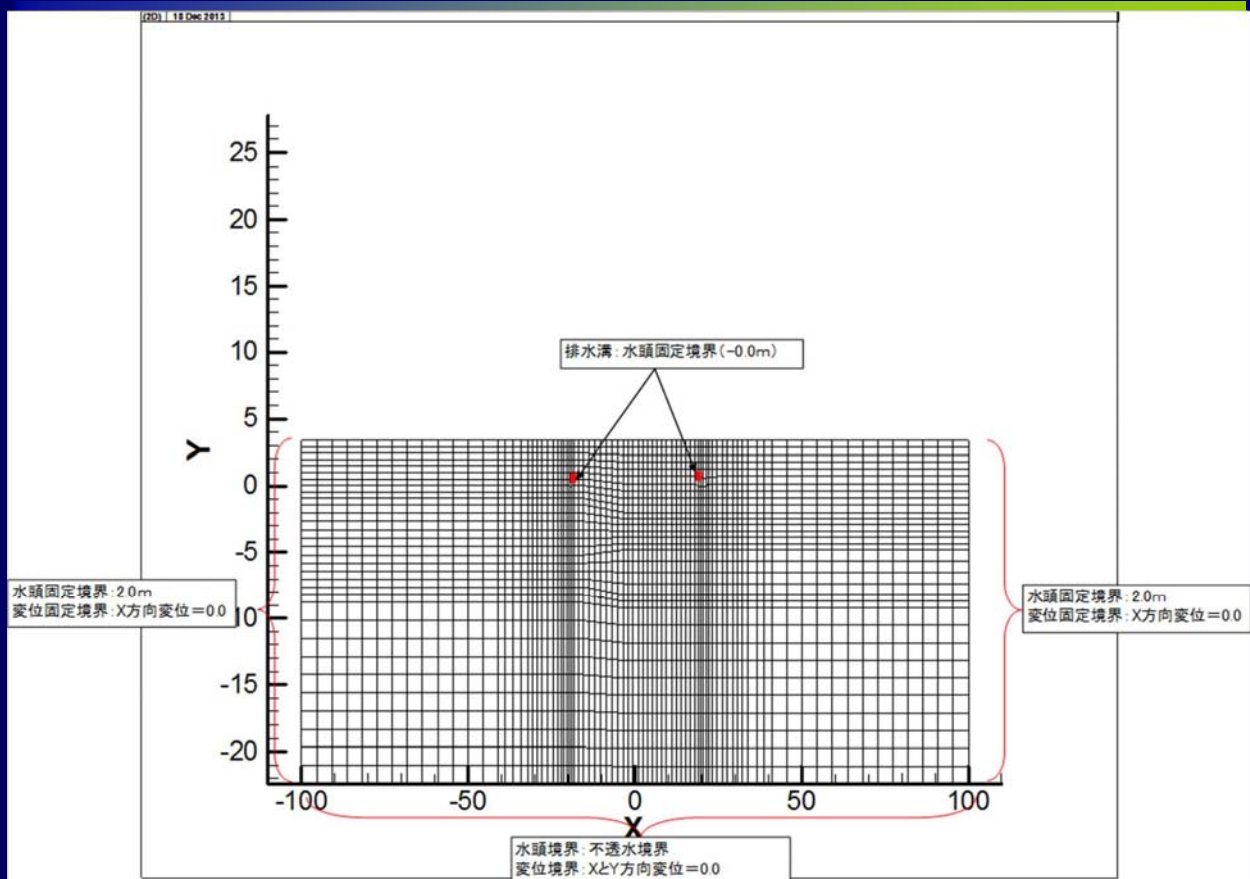 (2D) | 18 Dec 2013
25
20
15
10
5
0
-5
10
-15
-20
Y
排水溝:水頭固定境界(-0.0m)
水頭固定境界:2.0m
変位固定境界:X方向変位=0.0
水頭固定境界:2.0m
変位固定境界:X方向変位=0.0
-100
-50
0
50
100
X
水頭境界:不透水境界
変位境界:XとY方向変位=0.0